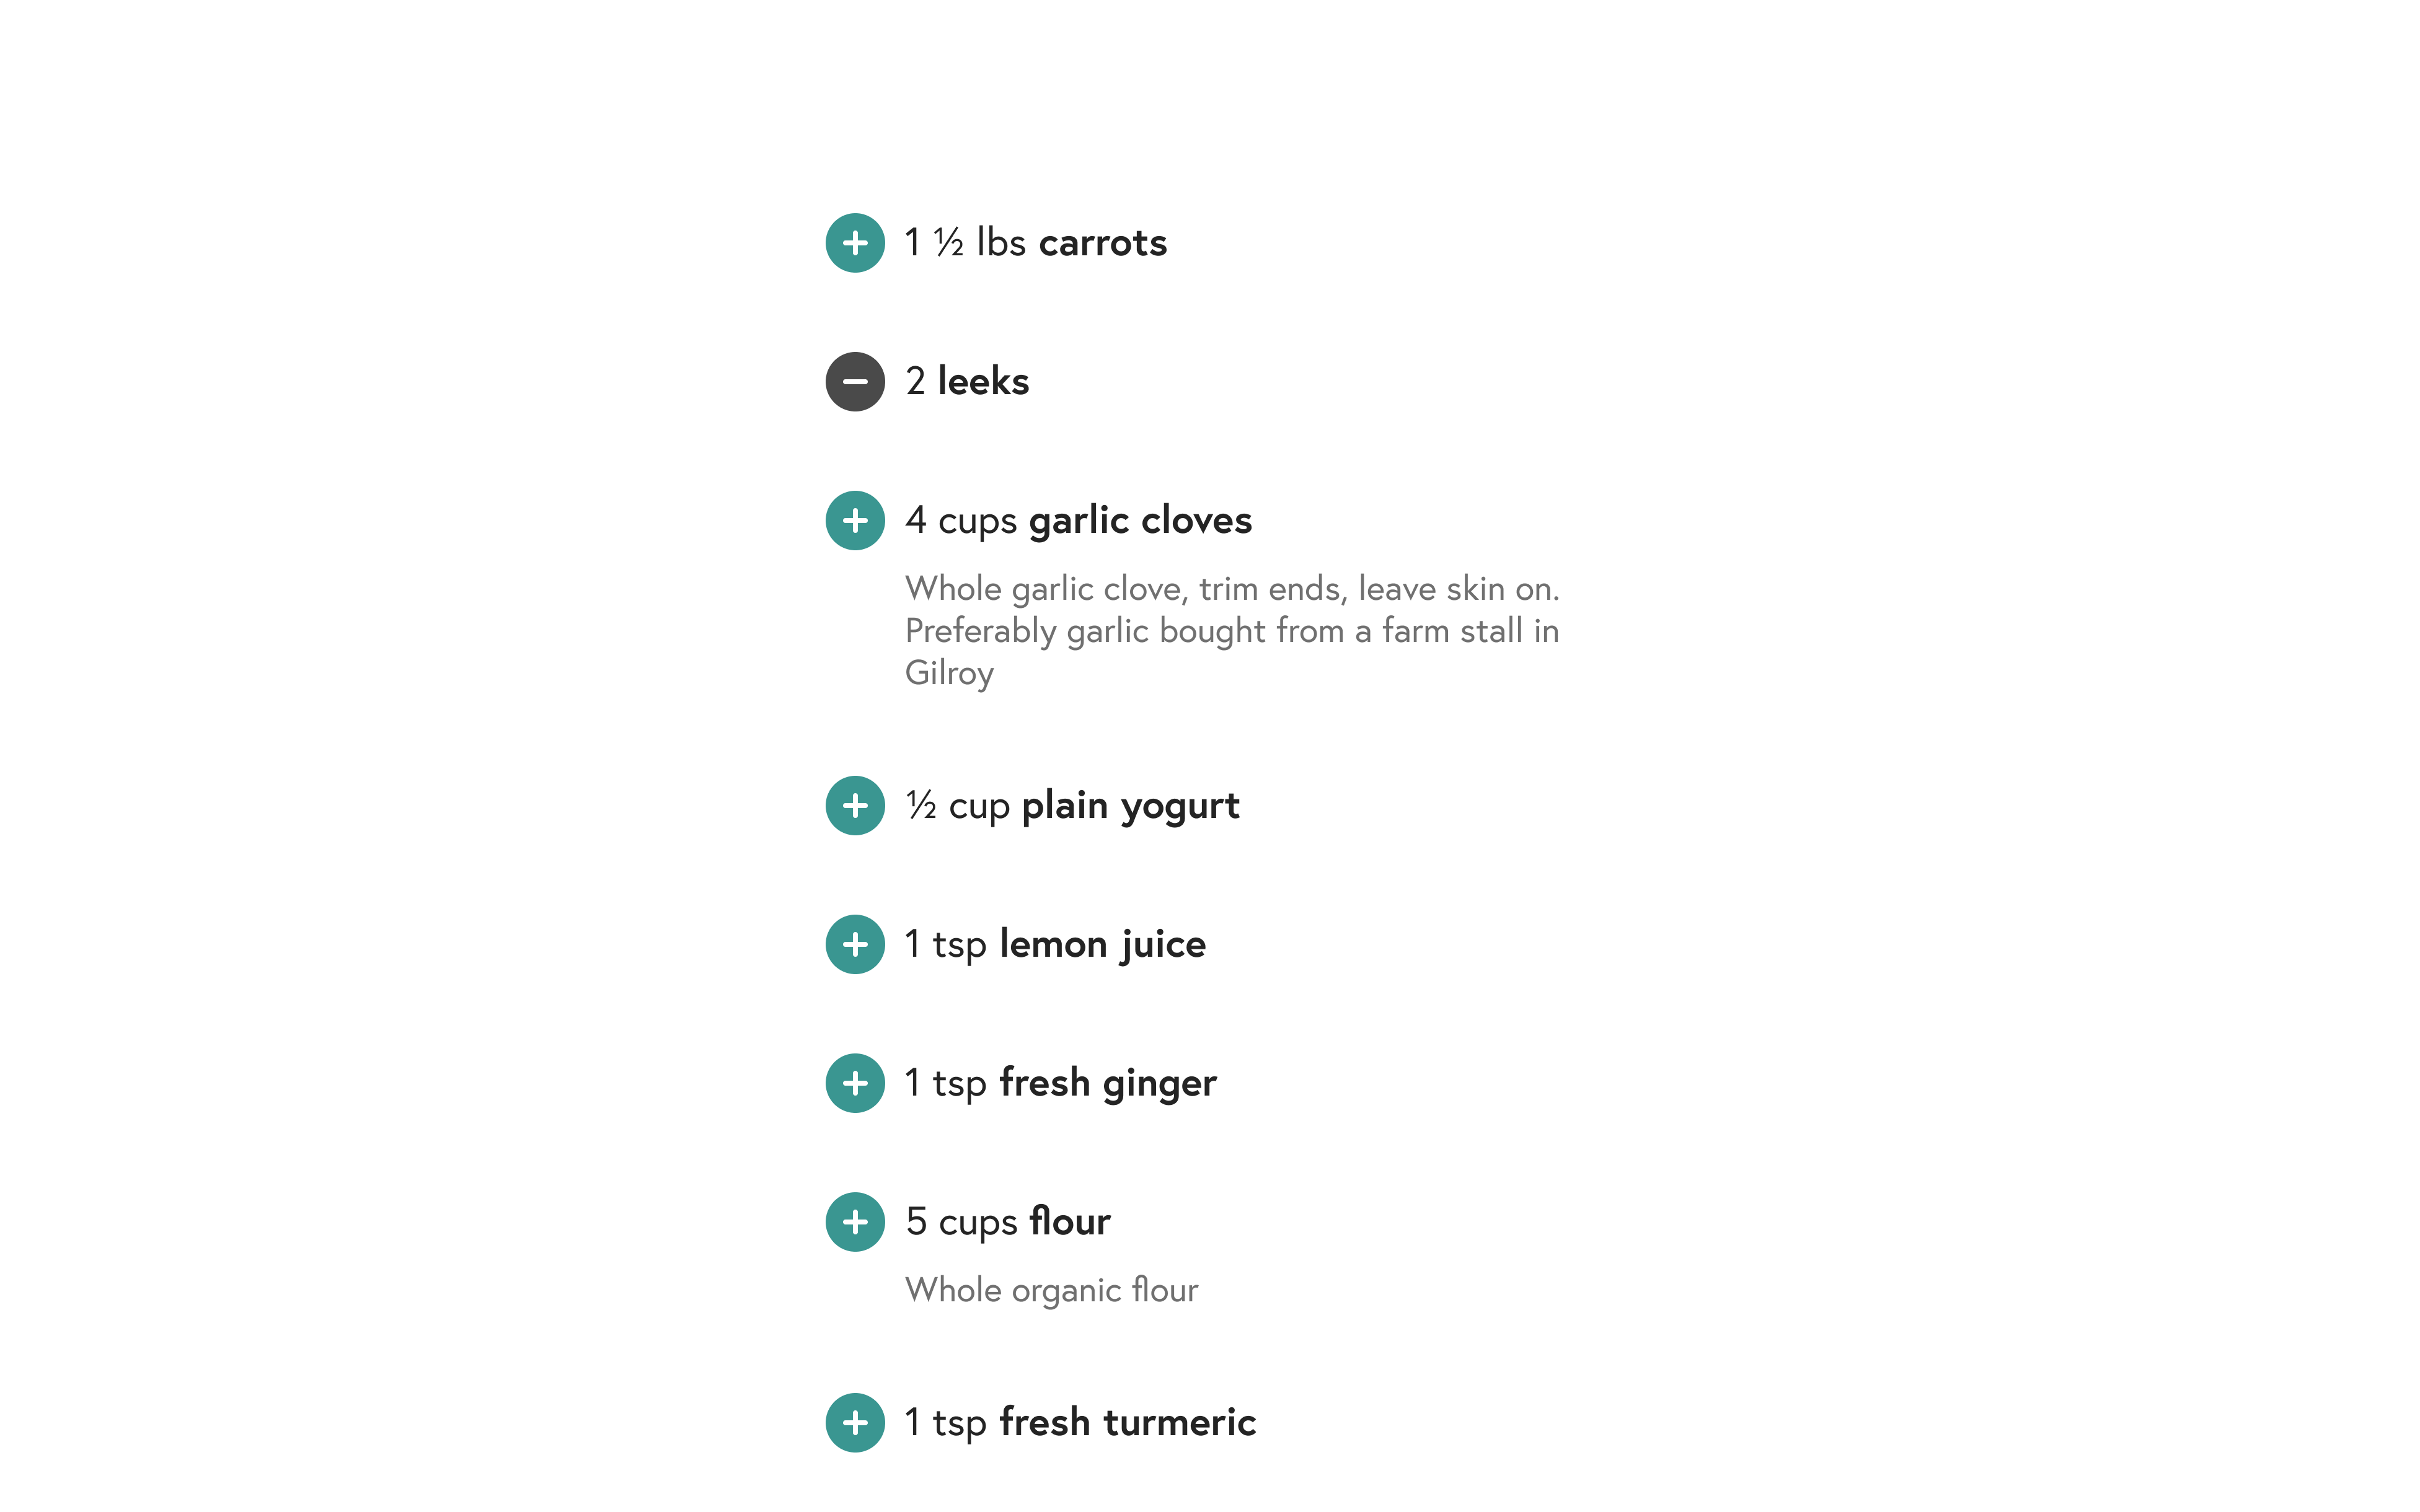 1 ½ lbs carrots
2 leeks
4 cups garlic cloves
Whole garlic clove, trim ends, leave skin on.
Preferably garlic bought from a farm stall in
Gilroy
½ cup plain yogurt
1 tsp lemon juice
1 tsp fresh ginger
5 cups flour
Whole organic flour
1 tsp fresh turmeric